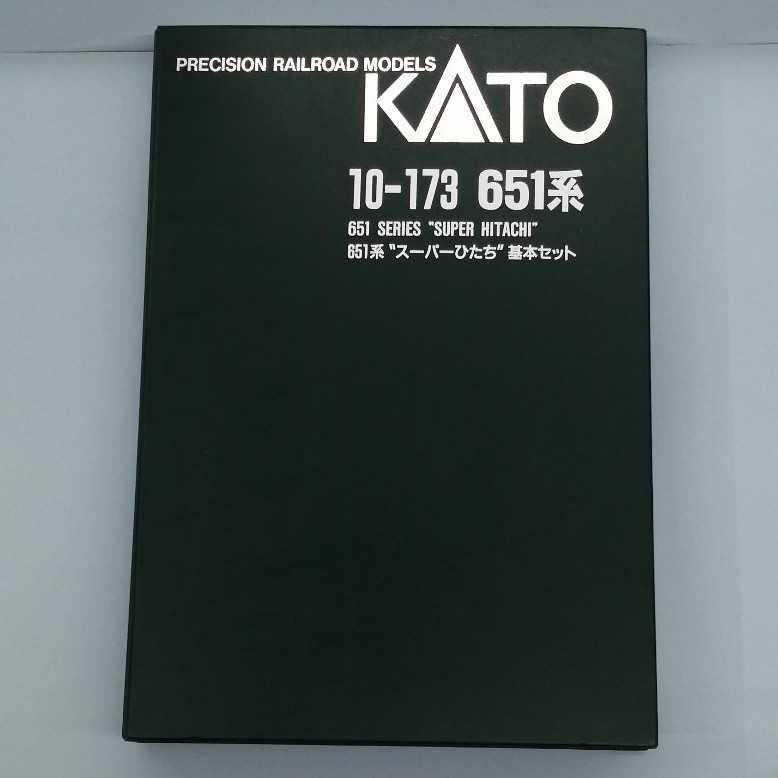 PRECISION RAILROAD MODELS
KATO
10-173 651系
651 SERIES "SUPER HITACHI"
651系 "スーパーひたち" 基本セット